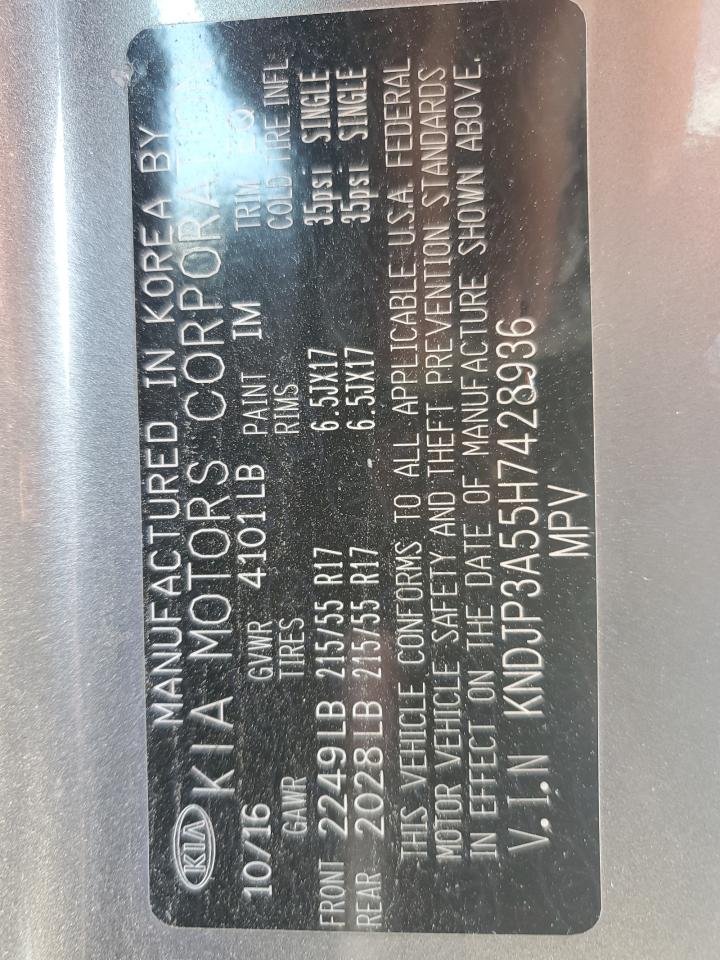 MANUFACTURED IN KOREA BY
KIA KIA MOTORS CORPORATION
10/16 GVWR 4101LB PAINT IM TRIM EQ
GAWR TIRES RIMS COLD TIRE INFL.
FRONT 2249LB 215/55 R17 6.5JX17 35psi SINGLE
REAR 2028LB 215/55 R17 6.5JX17 35psi SINGLE
THIS VEHICLE CONFORMS TO ALL APPLICABLE U.S.A. FEDERAL
MOTOR VEHICLE SAFETY AND THEFT PREVENTION STANDARDS
IN EFFECT ON THE DATE OF MANUFACTURE SHOWN ABOVE.
V.I.N KNDJP3A55H7428936
MPV